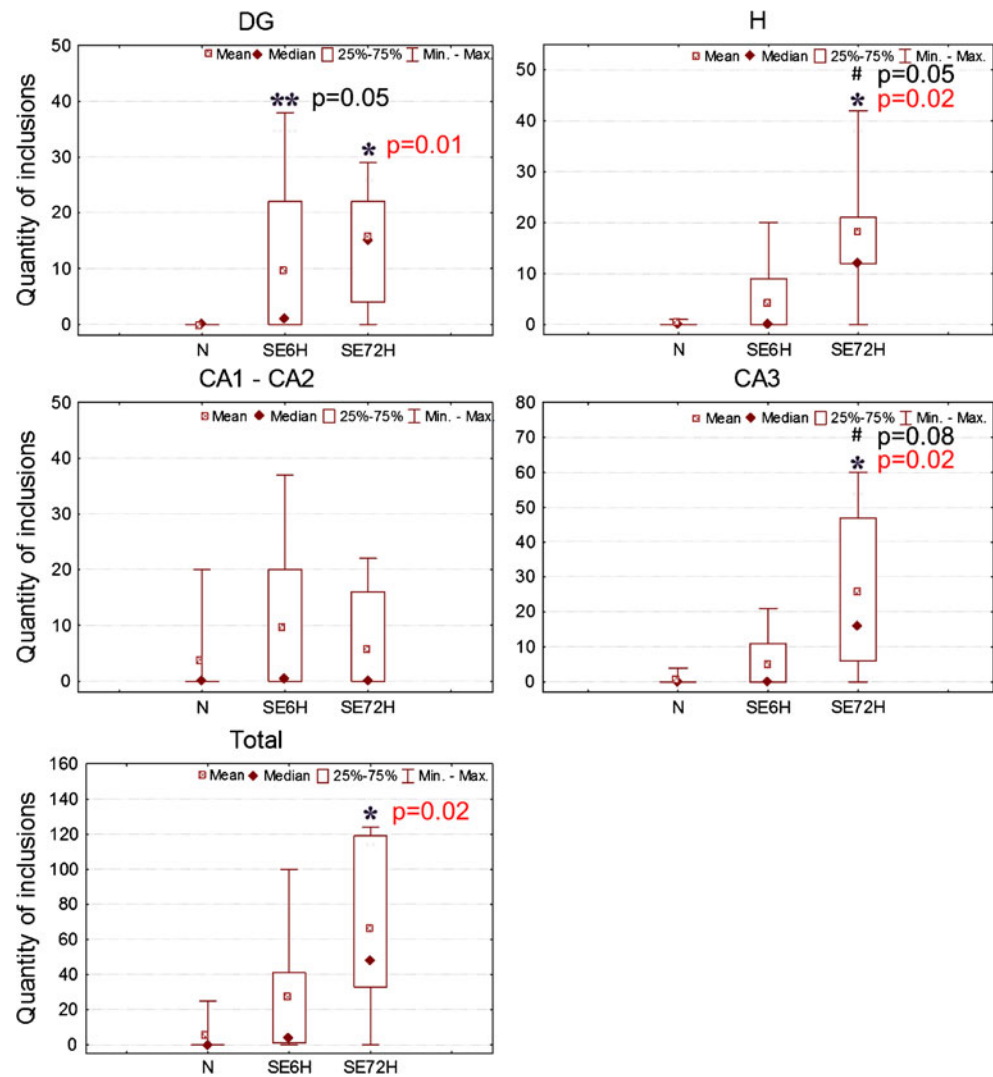 DG
50
Mean Median 25%-75% Min. - Max.
40
** p=0.05
30
* p=0.01
20
10
0
Quantity of inclusions
N SE6H SE72H
H
Mean Median 25%-75% Min. - Max.
50
# p=0.05
* p=0.02
40
30
20
10
0
N SE6H SE72H
CA1 - CA2
50
Mean Median 25%-75% Min. - Max.
40
30
20
10
0
Quantity of inclusions
N SE6H SE72H
CA3
80
Mean Median 25%-75% Min. - Max.
70
# p=0.08
* p=0.02
60
50
40
30
20
10
0
N SE6H SE72H
Total
160
Mean Median 25%-75% Min. - Max.
140
* p=0.02
120
100
80
60
40
20
0
Quantity of inclusions
N SE6H SE72H